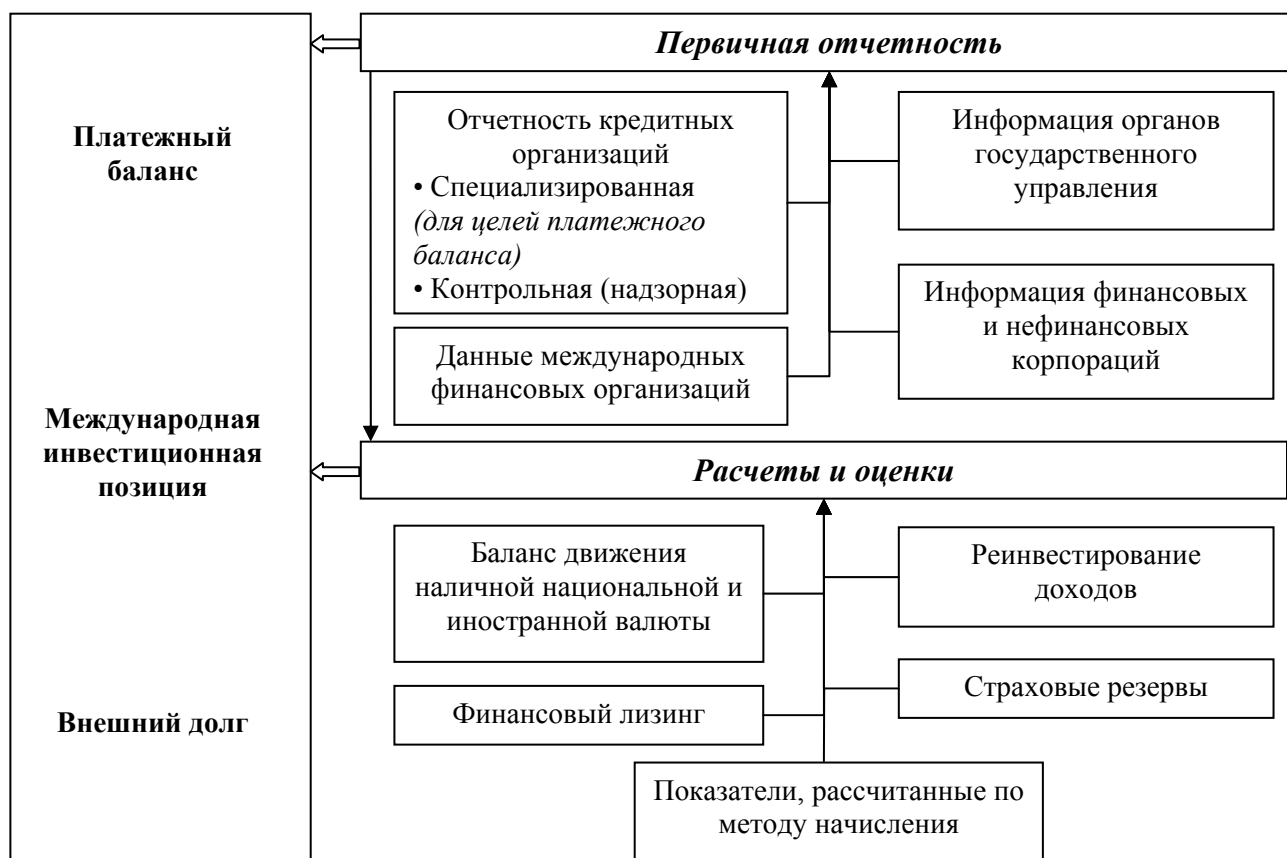 Первичная отчетность
Платежный
баланс
Отчетность кредитных
организаций
• Специализированная
(для целей платежного
баланса)
• Контрольная (надзорная)
Информация органов
государственного
управления
Данные международных
финансовых организаций
Информация финансовых
и нефинансовых
корпораций
Международная
инвестиционная
позиция
Расчеты и оценки
Баланс движения
наличной национальной и
иностранной валюты
Реинвестирование
доходов
Внешний долг
Финансовый лизинг
Страховые резервы
Показатели, рассчитанные по
методу начисления